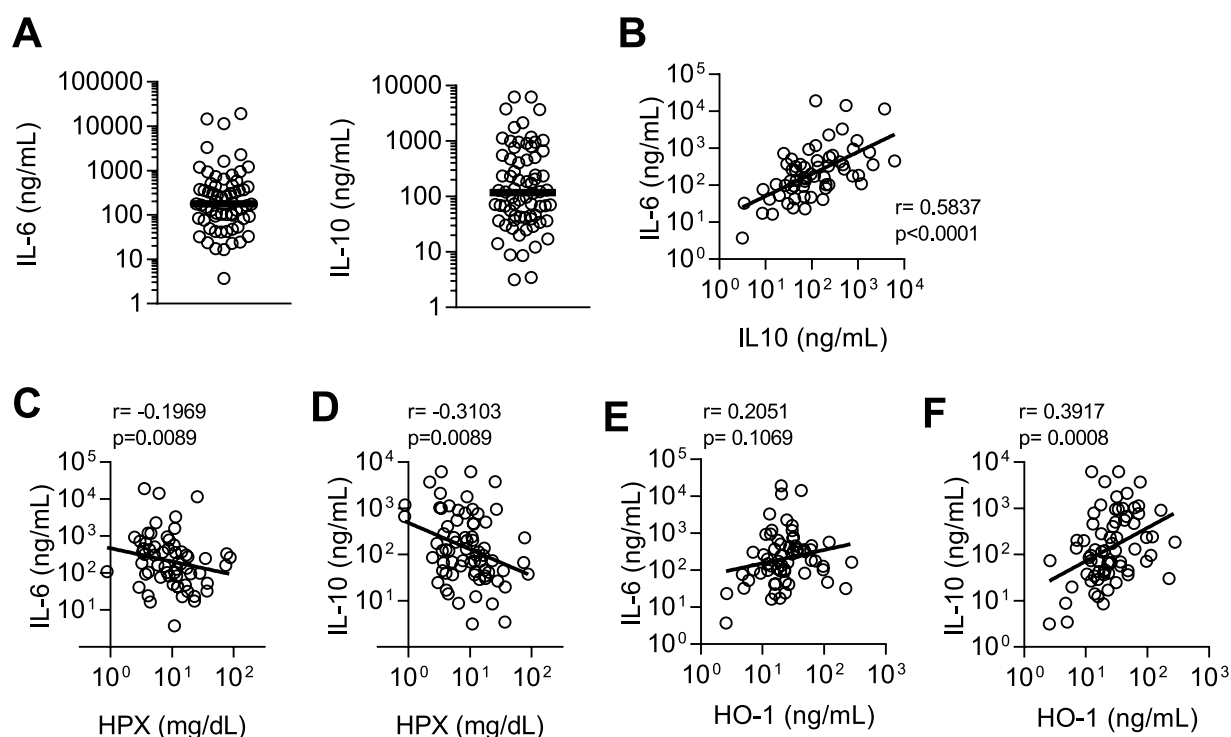 A
IL-6 (ng/mL)
100000
10000
1000
100
10
1
IL-10 (ng/mL)
10000
1000
100
10
1
B
IL-6 (ng/mL)
10⁵
10⁴
10³
10²
10¹
10⁰
r= 0.5837
p<0.0001
10⁰ 10¹ 10² 10³ 10⁴
IL10 (ng/mL)
C
r= -0.1969
p=0.0089
IL-6 (ng/mL)
10⁵
10⁴
10³
10²
10¹
10⁰ 10¹ 10²
HPX (mg/dL)
D
r= -0.3103
p=0.0089
IL-10 (ng/mL)
10⁴
10³
10²
10¹
10⁰ 10¹ 10²
HPX (mg/dL)
E
r= 0.2051
p= 0.1069
IL-6 (ng/mL)
10⁵
10⁴
10³
10²
10¹
10⁰
10⁰ 10¹ 10² 10³
HO-1 (ng/mL)
F
r= 0.3917
p= 0.0008
IL-10 (ng/mL)
10⁴
10³
10²
10¹
10⁰
10⁰ 10¹ 10² 10³
HO-1 (ng/mL)